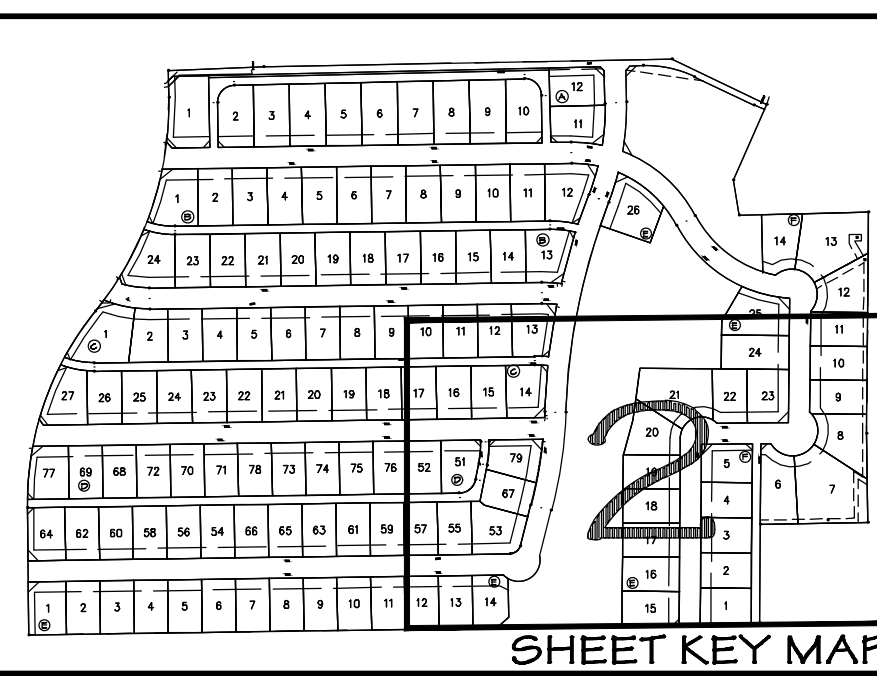 12
A
1 2 3 4 5 6 7 8 9 10 11
1 2 3 4 5 6 7 8 9 10 11 12
B
26
E
F
14 13
24 23 22 21 20 19 18 17 16 15 14 13
B
12
1 2 3 4 5 6 7 8 9 10 11 12 13
C
25
E
11
24
10
27 26 25 24 23 22 21 20 19 18 17 16 15 14
C
21 22 23
9
20
8
77 69 68 72 70 71 78 73 74 75 76 52 51 79
D D
67
19
5
F
6 7
18
4
64 62 60 58 56 54 66 65 63 61 59 57 55 53
17
3
2
16
2
E
1 2 3 4 5 6 7 8 9 10 11 12 13 14
E E
15
1
SHEET KEY MAP